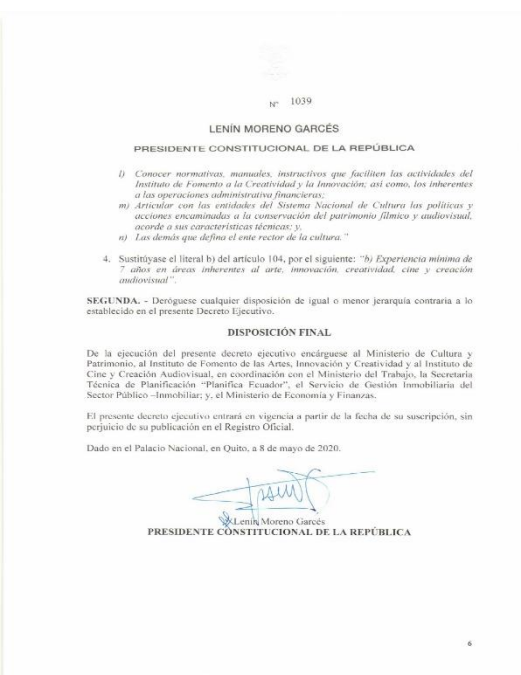 N° 1039
LENÍN MORENO GARCÉS
PRESIDENTE CONSTITUCIONAL DE LA REPÚBLICA
l) Conocer normativas, manuales, instructivos que faciliten las actividades del
Instituto de Fomento a la Creatividad y la Innovación; así como, los inherentes
a las operaciones administrativa financieras;
m) Articular con las entidades del Sistema Nacional de Cultura las políticas y
acciones encaminadas a la conservación del patrimonio fílmico y audiovisual,
acorde a sus características técnicas; y,
n) Las demás que defina el ente rector de la cultura."
4. Sustitúyase el literal b) del artículo 104, por el siguiente: "b) Experiencia mínima de
7 años en áreas inherentes al arte, innovación, creatividad, cine y creación
audiovisual".
SEGUNDA. - Deróguese cualquier disposición de igual o menor jerarquía contraria a lo
establecido en el presente Decreto Ejecutivo.
DISPOSICIÓN FINAL
De la ejecución del presente decreto ejecutivo encárguese al Ministerio de Cultura y
Patrimonio, al Instituto de Fomento de las Artes, Innovación y Creatividad y al Instituto de
Cine y Creación Audiovisual, en coordinación con el Ministerio del Trabajo, la Secretaría
Técnica de Planificación "Planifica Ecuador", el Servicio de Gestión Inmobiliaria del
Sector Público –Inmobiliar; y, el Ministerio de Economía y Finanzas.
El presente decreto ejecutivo entrará en vigencia a partir de la fecha de su suscripción, sin
perjuicio de su publicación en el Registro Oficial.
Dado en el Palacio Nacional, en Quito, a 8 de mayo de 2020.
Lenín Moreno Garcés
PRESIDENTE CONSTITUCIONAL DE LA REPÚBLICA
6